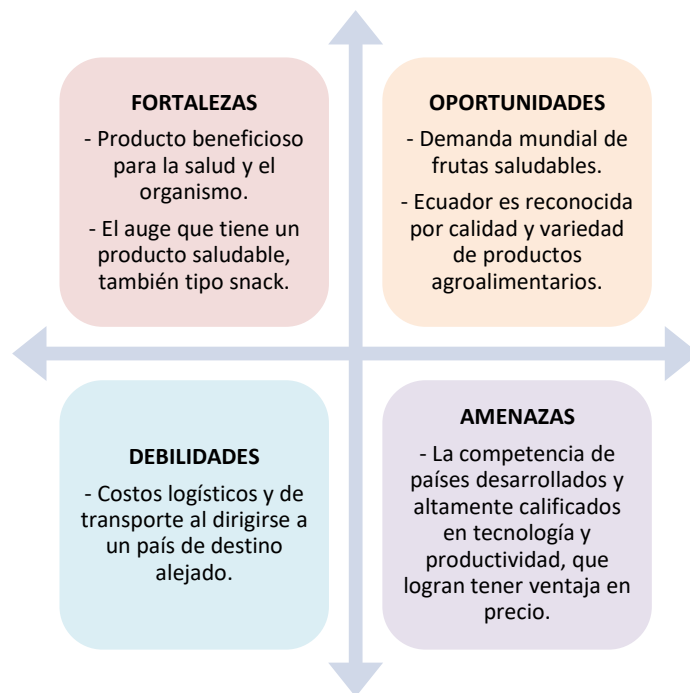 FORTALEZAS
- Producto beneficioso
para la salud y el
organismo.
- El auge que tiene un
producto saludable,
también tipo snack.
OPORTUNIDADES
- Demanda mundial de
frutas saludables.
- Ecuador es reconocida
por calidad y variedad
de productos
agroalimentarios.
DEBILIDADES
- Costos logísticos y de
transporte al dirigirse a
un país de destino
alejado.
AMENAZAS
- La competencia de
países desarrollados y
altamente calificados
en tecnología y
productividad, que
logran tener ventaja en
precio.